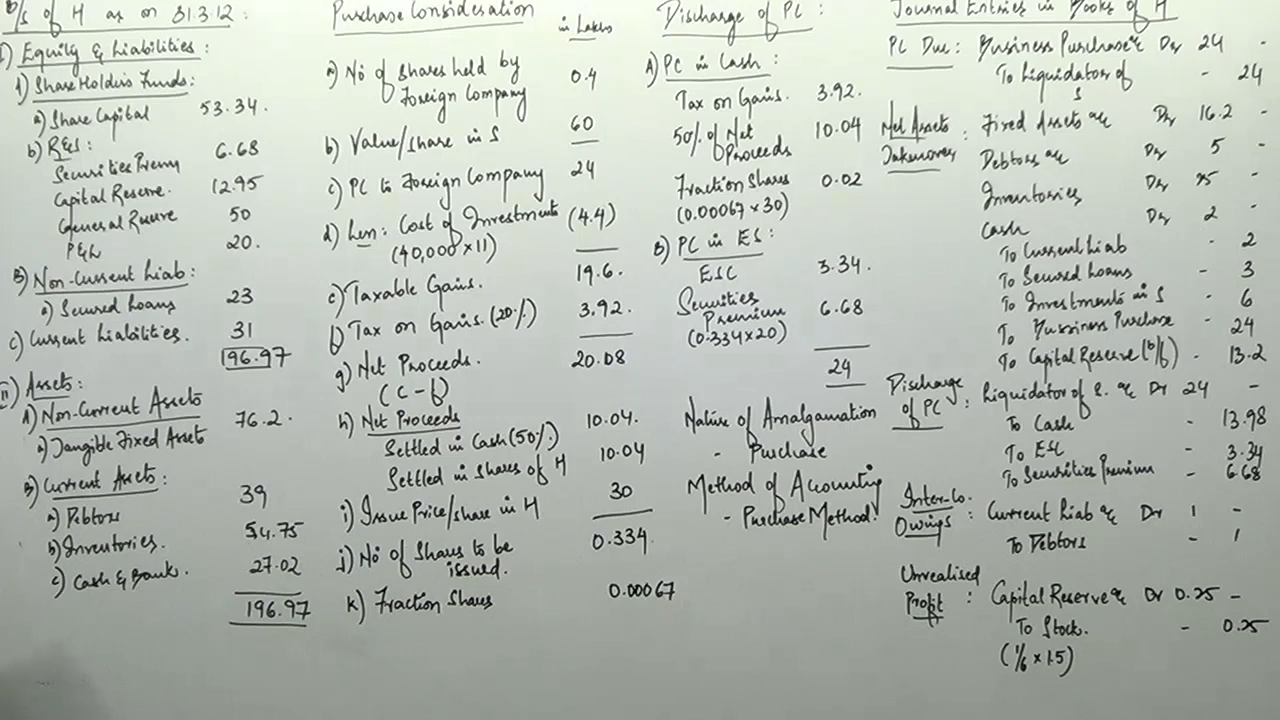 B/s of H as on 31.3.12 :
I) Equity & Liabilities :
1) ShareHolders Funds :
a) Share Capital 53.34.
b) R&S :
Securities Premy 6.68
Capital Reserve. 12.95
General Reserve 50
P&L 20.
B) Non-Current Liab :
a) Secured Loans 23
c) Current Liabilities. 31
196.97
II) Assets :
A) Non-Current Assets
a) Tangible Fixed Assets 76.2.
B) Current Assets :
a) Debtors 39
b) Inventories. 54.75
c) Cash & Bank. 27.02
196.97
Purchase Consideration
in Lakhs
a) No of Shares held by
Foreign Company 0.4
b) Value/share in S 60
c) PC to Foreign Company 24
d) Less: Cost of Investments (4.4)
(40,000 × 11)
e) Taxable Gains. 19.6.
f) Tax on Gains. (20%) 3.92.
g) Net Proceeds. 20.08
(c - f)
h) Net Proceeds
Settled in Cash (50%) 10.04.
Settled in shares of H 10.04
i) Issue Price/share in H 30
j) No of Shares to be
issued. 0.334
k) Fraction Shares 0.00067
Discharge of PC :
A) PC in Cash :
Tax on Gains. 3.92.
50% of Net
Proceeds 10.04
Fraction Shares 0.02
(0.00067 × 30)
B) PC in ES :
ESC 3.34.
Securities
Premium 6.68
(0.334 × 20)
24
Nature of Amalgamation
- Purchase
Method of Accounting
- Purchase Method.
Journal Entries in Books of H
PC Due : Business Purchase a/c Dr 24 -
To Liquidators of - 24
S
Net Assets : Fixed Assets a/c Dr 16.2 -
Takenover Debtors a/c Dr 5 -
Inventories Dr 25 -
Cash Dr 2 -
To Current Liab - 2
To Secured Loans - 3
To Investments in S - 6
To Bussiness Purchase - 24
To Capital Reserve (b/f) - 13.2
Discharge
of PC : Liquidator of S. a/c Dr 24 -
To Cash - 13.98
To ESC - 3.34
To Securities Premium - 6.68
Inter-Co.
Owings : Current Liab a/c Dr 1 -
To Debtors - 1
Unrealised
Profit : Capital Reserve a/c Dr 0.25 -
To Stock. - 0.25
(1/6 × 1.5)